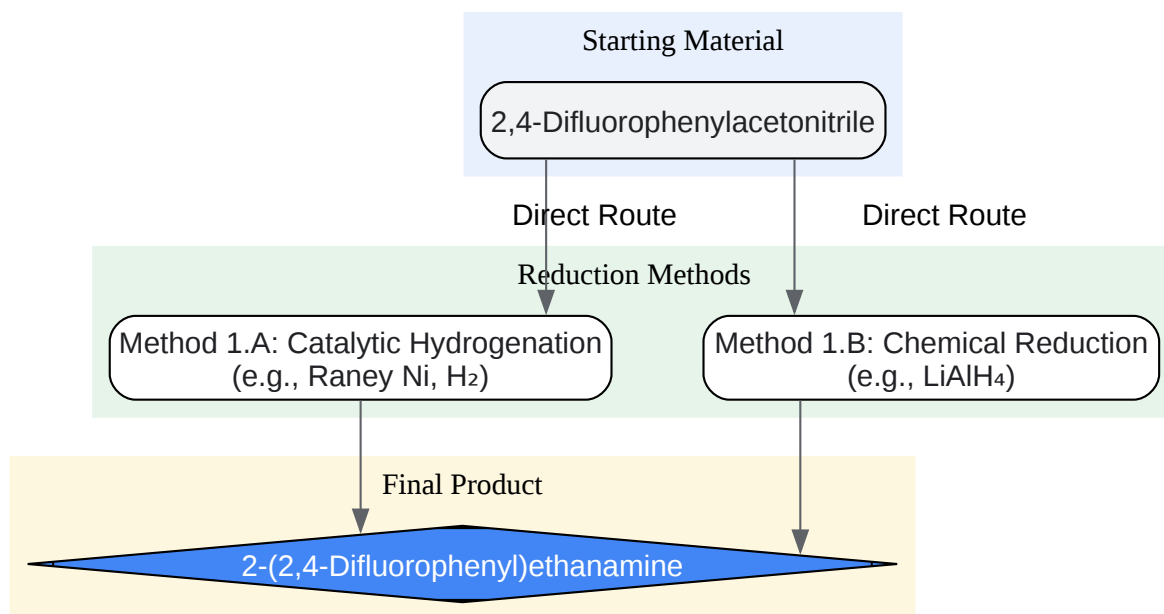 Starting Material
2,4-Difluorophenylacetonitrile
Direct Route
Direct Route
Reduction Methods
Method 1.A: Catalytic Hydrogenation
(e.g., Raney Ni, H₂)
Method 1.B: Chemical Reduction
(e.g., LiAlH₄)
Final Product
2-(2,4-Difluorophenyl)ethanamine